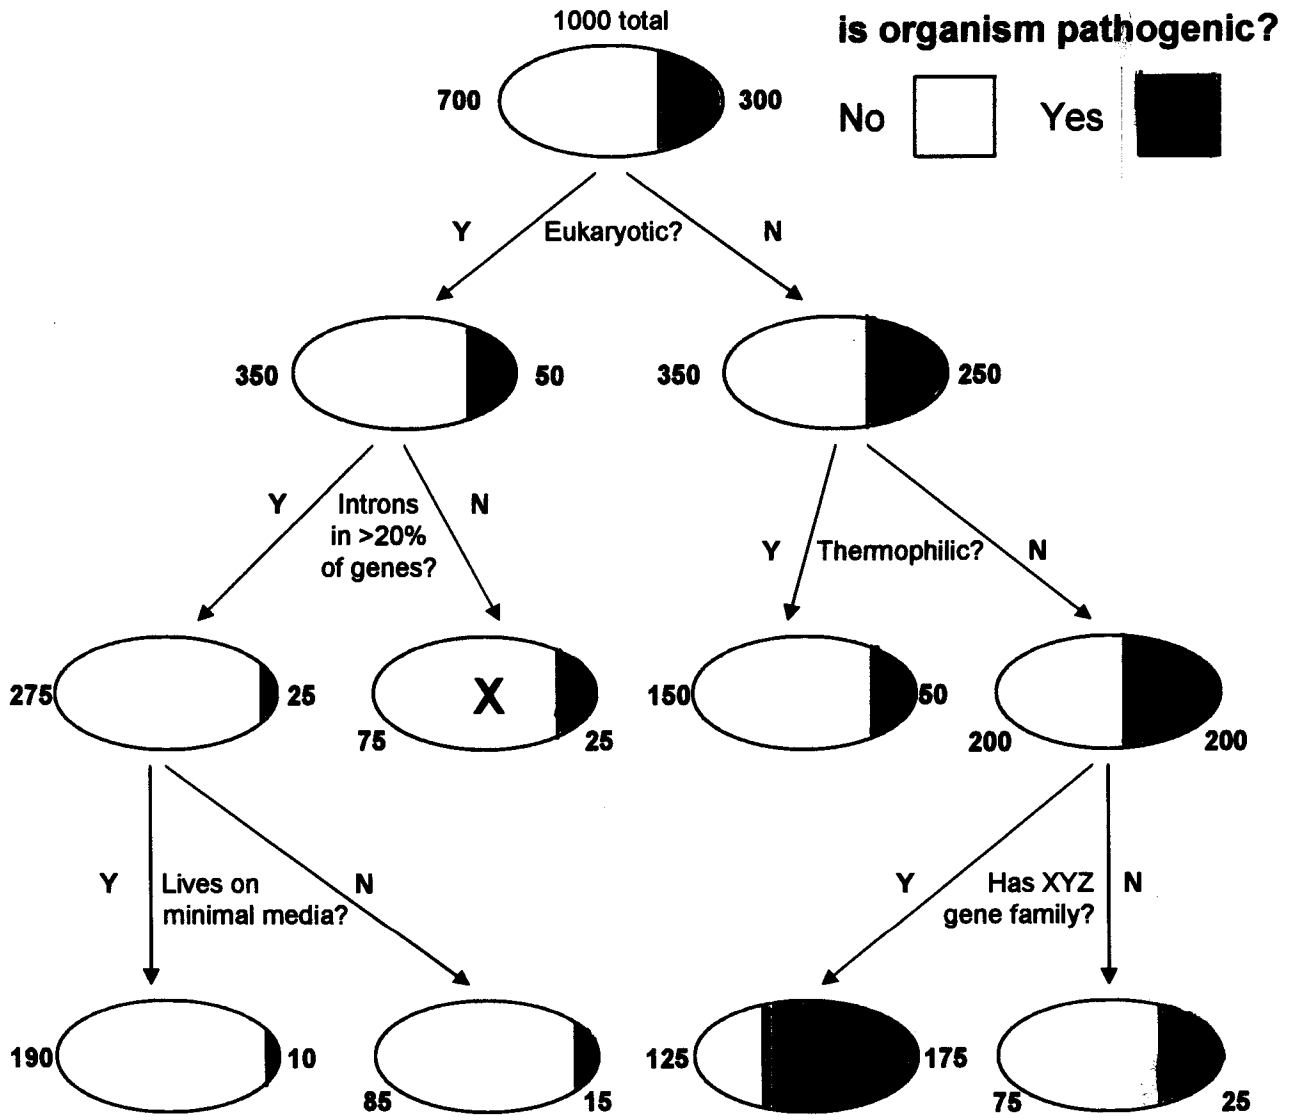 1000 total
is organism pathogenic?
700
300
No
Yes
Y
Eukaryotic?
N
350
50
350
250
Y
Introns
in >20%
of genes?
N
Y
Thermophilic?
N
275
25
X
75
25
150
50
200
200
Y
Lives on
minimal media?
N
Y
Has XYZ
gene family?
N
190
10
85
15
125
175
75
25